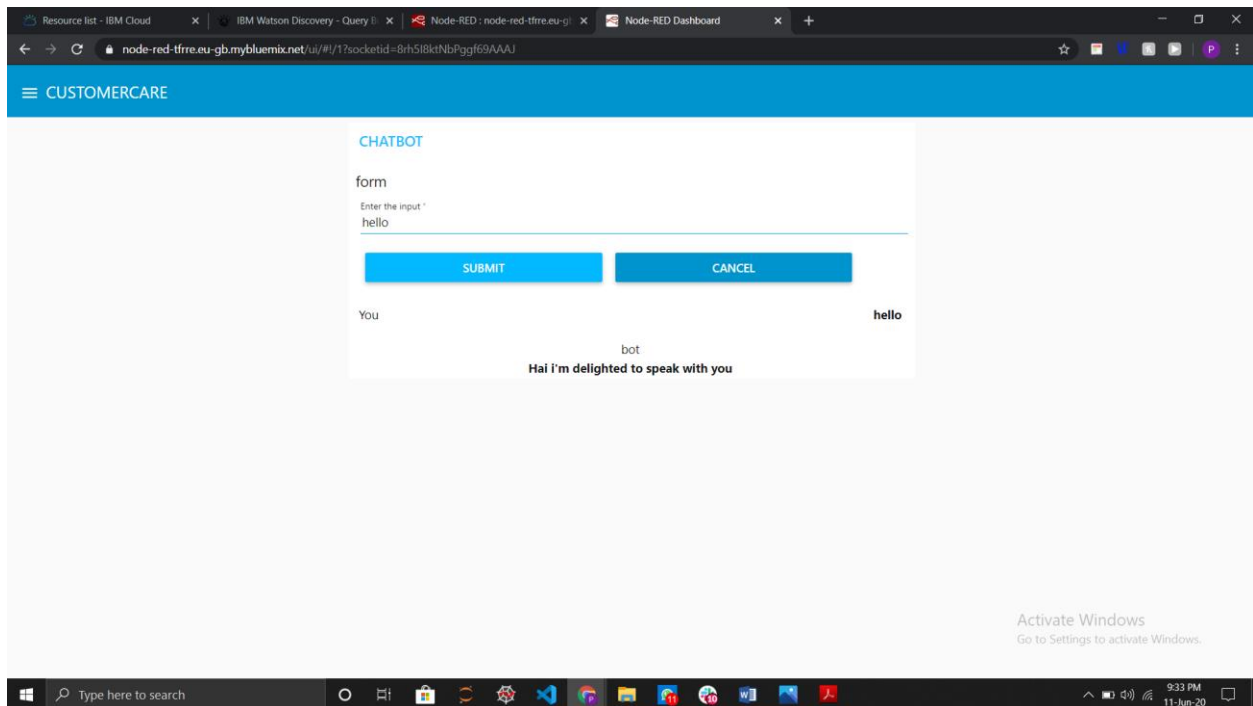 Resource list - IBM Cloud
IBM Watson Discovery - Query B
Node-RED : node-red-tfrre.eu-gl
Node-RED Dashboard
node-red-tfrre.eu-gb.mybluemix.net/ui/#!/1?socketid=8rh5I8ktNbPggf69AAAJ
P
CUSTOMERCARE
CHATBOT
form
Enter the input *
hello
SUBMIT CANCEL
You hello
bot
Hai i'm delighted to speak with you
Activate Windows
Go to Settings to activate Windows.
Type here to search
9:33 PM
11-Jun-20